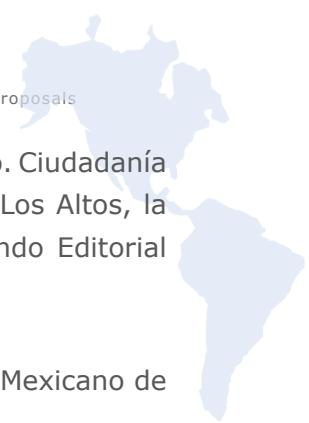 roposals
o. Ciudadanía
Los Altos, la
ndo Editorial
Mexicano de